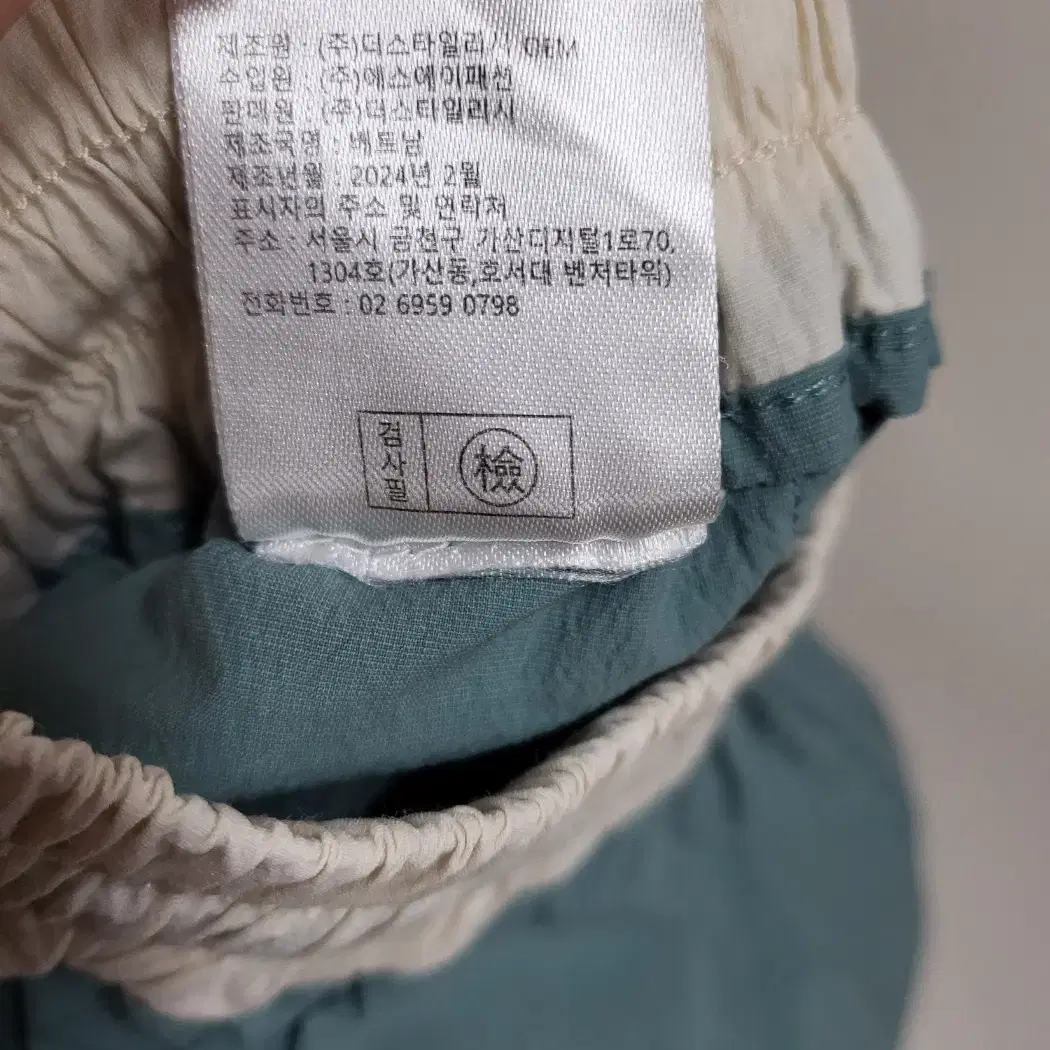 제조원 : (주)더스타일리시 OEM
수입원 : (주)에스에이패션
판매원 : (주)더스타일리시
제조국명 : 베트남
제조년월 : 2024년 2월
표시자의 주소 및 연락처
주소 : 서울시 금천구 가산디지털1로70,
1304호(가산동,호서대 벤처타워)
전화번호 : 02 6959 0798
검사필
檢